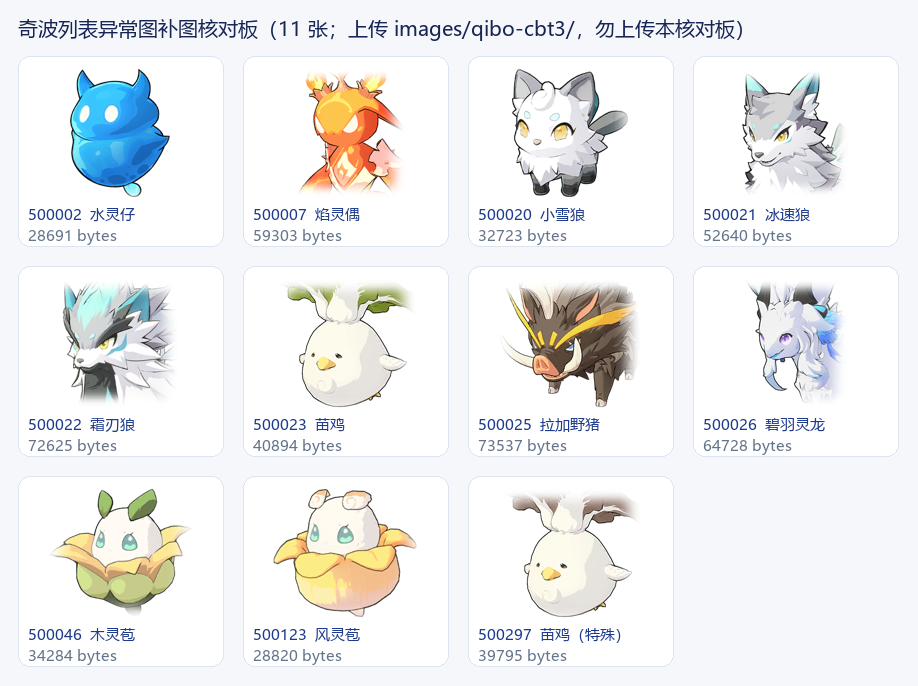 奇波列表异常图补图核对板（11 张；上传 images/qibo-cbt3/，勿上传本核对板）
500002 水灵仔
28691 bytes
500007 焰灵偶
59303 bytes
500020 小雪狼
32723 bytes
500021 冰速狼
52640 bytes
500022 霜刃狼
72625 bytes
500023 苗鸡
40894 bytes
500025 拉加野猪
73537 bytes
500026 碧羽灵龙
64728 bytes
500046 木灵苞
34284 bytes
500123 风灵苞
28820 bytes
500297 苗鸡（特殊）
39795 bytes